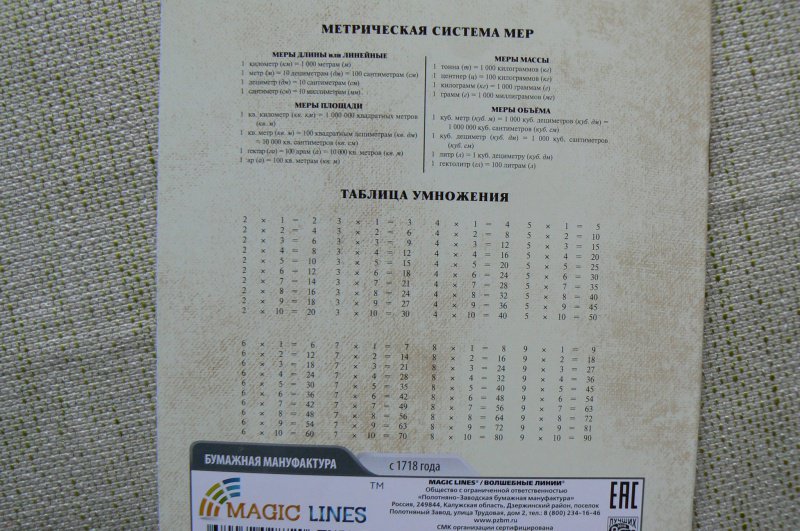 МЕТРИЧЕСКАЯ СИСТЕМА МЕР
МЕРЫ ДЛИНЫ или ЛИНЕЙНЫЕ
1 километр (км) = 1 000 метрам (м)
1 метр (м) = 10 дециметрам (дм) = 100 сантиметрам (см)
1 дециметр (дм) = 10 сантиметрам (см)
1 сантиметр (см) = 10 миллиметрам (мм)
МЕРЫ ПЛОЩАДИ
1 кв. километр (кв. км) = 1 000 000 квадратных метров
(кв. м)
1 кв. метр (кв. м) = 100 квадратным дециметрам (кв. дм)
= 10 000 кв. сантиметров (кв. см)
1 гектар (га) = 100 арам (а) = 10 000 кв. метров (кв. м)
1 ар (а) = 100 кв. метрам (кв. м)
МЕРЫ МАССЫ
1 тонна (т) = 1 000 килограммов (кг)
1 центнер (ц) = 100 килограммов (кг)
1 килограмм (кг) = 1 000 граммам (г)
1 грамм (г) = 1 000 миллиграммов (мг)
МЕРЫ ОБЪЁМА
1 куб. метр (куб. м) = 1 000 куб. дециметров (куб. дм) =
1 000 000 куб. сантиметров (куб. см)
1 куб. дециметр (куб. дм) = 1 000 куб. сантиметров
(куб. см)
1 литр (л) = 1 куб. дециметру (куб. дм)
1 гектолитр (гл) = 100 литрам (л)
ТАБЛИЦА УМНОЖЕНИЯ
2 × 1 = 2 3 × 1 = 3 4 × 1 = 4 5 × 1 = 5
2 × 2 = 4 3 × 2 = 6 4 × 2 = 8 5 × 2 = 10
2 × 3 = 6 3 × 3 = 9 4 × 3 = 12 5 × 3 = 15
2 × 4 = 8 3 × 4 = 12 4 × 4 = 16 5 × 4 = 20
2 × 5 = 10 3 × 5 = 15 4 × 5 = 20 5 × 5 = 25
2 × 6 = 12 3 × 6 = 18 4 × 6 = 24 5 × 6 = 30
2 × 7 = 14 3 × 7 = 21 4 × 7 = 28 5 × 7 = 35
2 × 8 = 16 3 × 8 = 24 4 × 8 = 32 5 × 8 = 40
2 × 9 = 18 3 × 9 = 27 4 × 9 = 36 5 × 9 = 45
2 × 10 = 20 3 × 10 = 30 4 × 10 = 40 5 × 10 = 50
6 × 1 = 6 7 × 1 = 7 8 × 1 = 8 9 × 1 = 9
6 × 2 = 12 7 × 2 = 14 8 × 2 = 16 9 × 2 = 18
6 × 3 = 18 7 × 3 = 21 8 × 3 = 24 9 × 3 = 27
6 × 4 = 24 7 × 4 = 28 8 × 4 = 32 9 × 4 = 36
6 × 5 = 30 7 × 5 = 35 8 × 5 = 40 9 × 5 = 45
6 × 6 = 36 7 × 6 = 42 8 × 6 = 48 9 × 6 = 54
6 × 7 = 42 7 × 7 = 49 8 × 7 = 56 9 × 7 = 63
6 × 8 = 48 7 × 8 = 56 8 × 8 = 64 9 × 8 = 72
6 × 9 = 54 7 × 9 = 63 8 × 9 = 72 9 × 9 = 81
6 × 10 = 60 7 × 10 = 70 8 × 10 = 80 9 × 10 = 90
БУМАЖНАЯ МАНУФАКТУРА с 1718 года
MAGIC LINES
TM
MAGIC LINES® / ВОЛШЕБНЫЕ ЛИНИИ®
Общество с ограниченной ответственностью
«Полотняно-Заводская бумажная мануфактура»
Россия, 249844, Калужская область, Дзержинский район, поселок
Полотняный Завод, улица Трудовая, дом 2, тел.: 8 (800) 234-16-46
www.pzbm.ru
СМК организации сертифицирована
EAC
ЛУЧШИХ